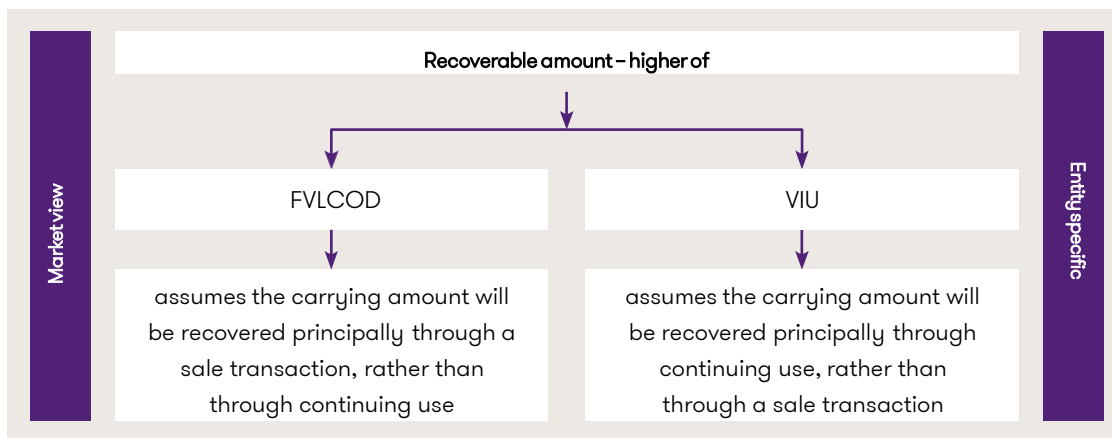 Recoverable amount – higher of
Market view
FVLCOD
assumes the carrying amount will
be recovered principally through a
sale transaction, rather than
through continuing use
VIU
assumes the carrying amount will
be recovered principally through
continuing use, rather than
through a sale transaction
Entity specific